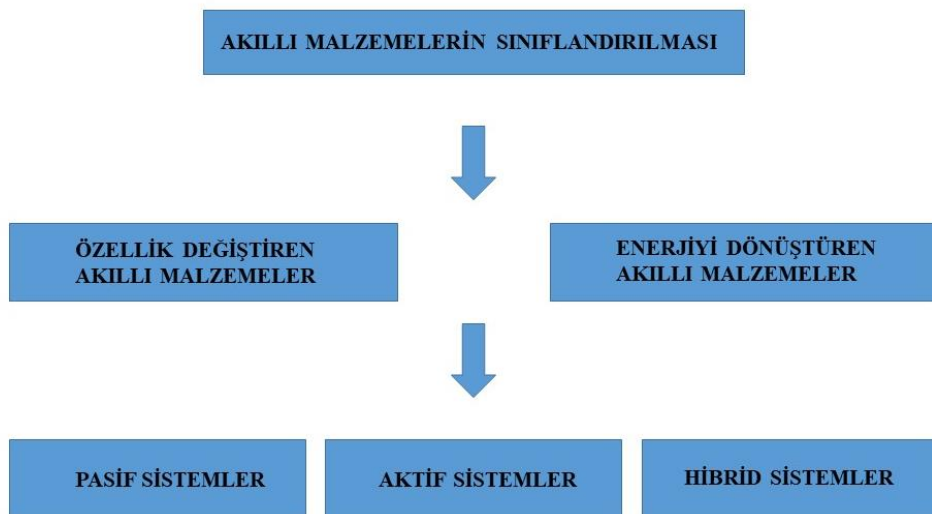 AKILLI MALZEMELERİN SINIFLANDIRILMASI
ÖZELLİK DEĞİŞTİREN
AKILLI MALZEMELER
ENERJİYİ DÖNÜŞTÜREN
AKILLI MALZEMELER
PASİF SİSTEMLER
AKTİF SİSTEMLER
HİBRİD SİSTEMLER